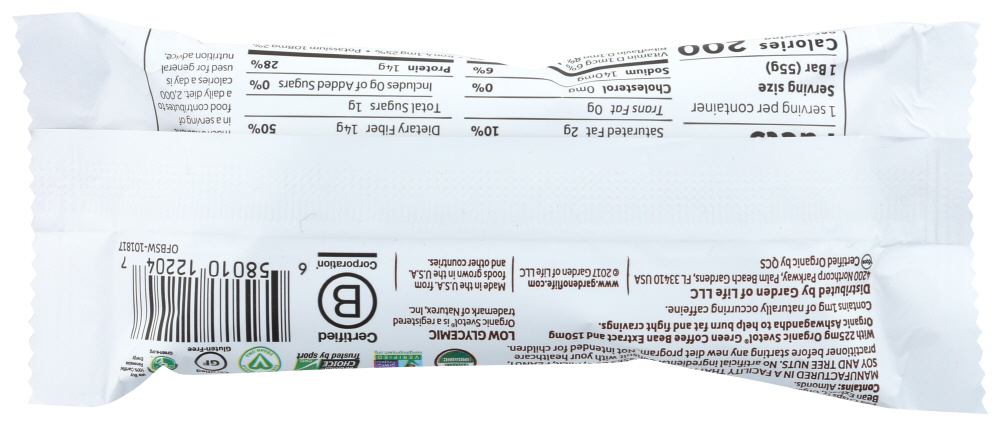 Contains: Almonds.
MANUFACTURED IN A FACILITY THAT
SOY AND TREE NUTS. No artificial ingredients
practitioner before starting any new diet program. Not intended for children.
With 225mg Organic Svetol® Green Coffee Bean Extract and 150mg
Organic Ashwagandha to help burn fat and fight cravings.
Contains 1mg of naturally occurring caffeine.
Distributed by Garden of Life LLC
4200 Northcorp Parkway, Palm Beach Gardens, FL 33410 USA
Certified Organic by QCS
www.gardenoflife.com
© 2017 Garden of Life LLC
LOW GLYCEMIC
Organic Svetol® is a registered
trademark of Naturex, Inc.
Made in the U.S.A. from
foods grown in the U.S.A.
and other countries.
CHOICE
trusted by sport
GF
Gluten-Free
Certified
B
Corporation
6 58010 12204 7
OFBSW-101817
Facts
1 serving per container
Serving size
1 Bar (55g)
Calories 200
Saturated Fat 2g 10%
Trans Fat 0g
Cholesterol 0mg 0%
Sodium 140mg 6%
Dietary Fiber 14g 50%
Total Sugars 1g
Includes 0g of Added Sugars 0%
Protein 14g 28%
Vitamin D 1mcg 6%
Potassium 108mg 2%
in a serving of
food contributes to
a daily diet. 2,000
calories a day is
used for general
nutrition advice.